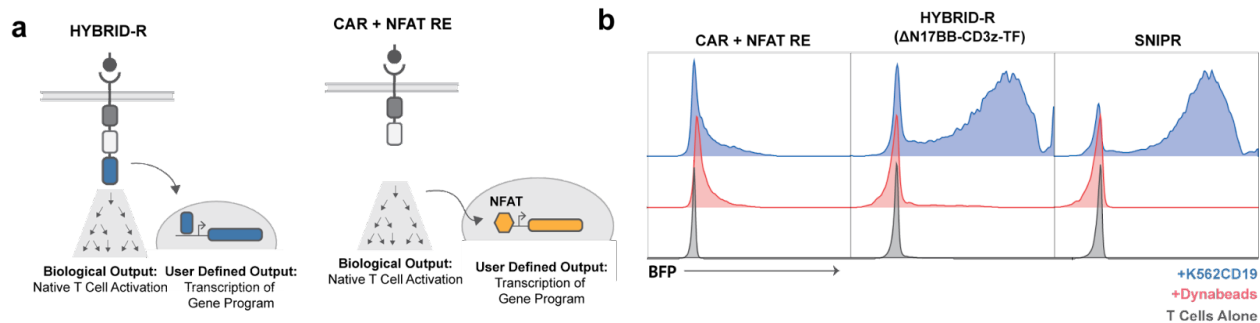 a
HYBRID-R
CAR + NFAT RE
NFAT
Biological Output:
Native T Cell Activation
User Defined Output:
Transcription of
Gene Program
Biological Output:
Native T Cell Activation
User Defined Output:
Transcription of
Gene Program
b
CAR + NFAT RE
HYBRID-R
(ΔN17BB-CD3z-TF)
SNIPR
BFP
+K562CD19
+Dynabeads
T Cells Alone